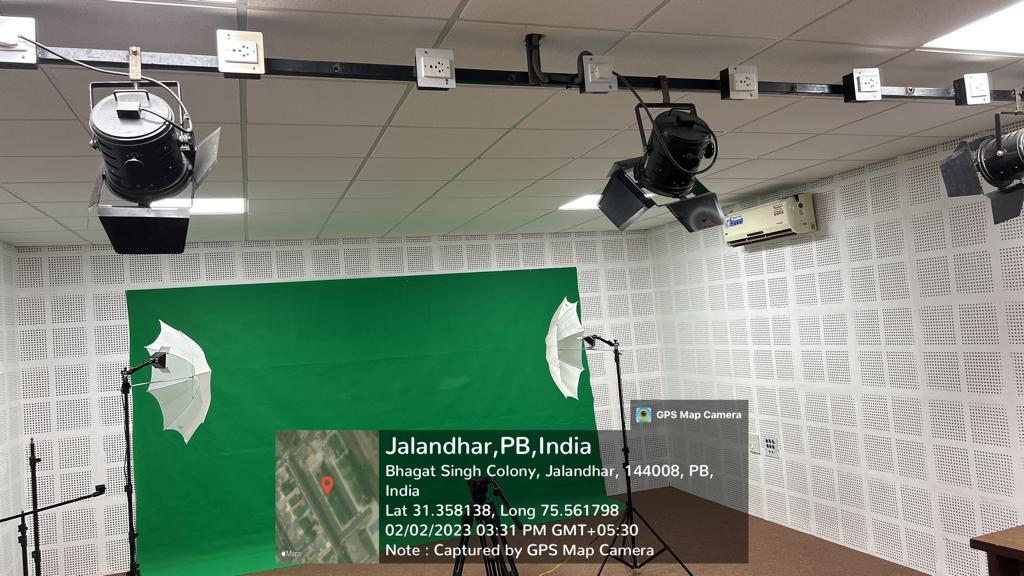 GPS Map Camera
Jalandhar,PB,India
Bhagat Singh Colony, Jalandhar, 144008, PB,
India
Lat 31.358138, Long 75.561798
02/02/2023 03:31 PM GMT+05:30
Note : Captured by GPS Map Camera
Maps